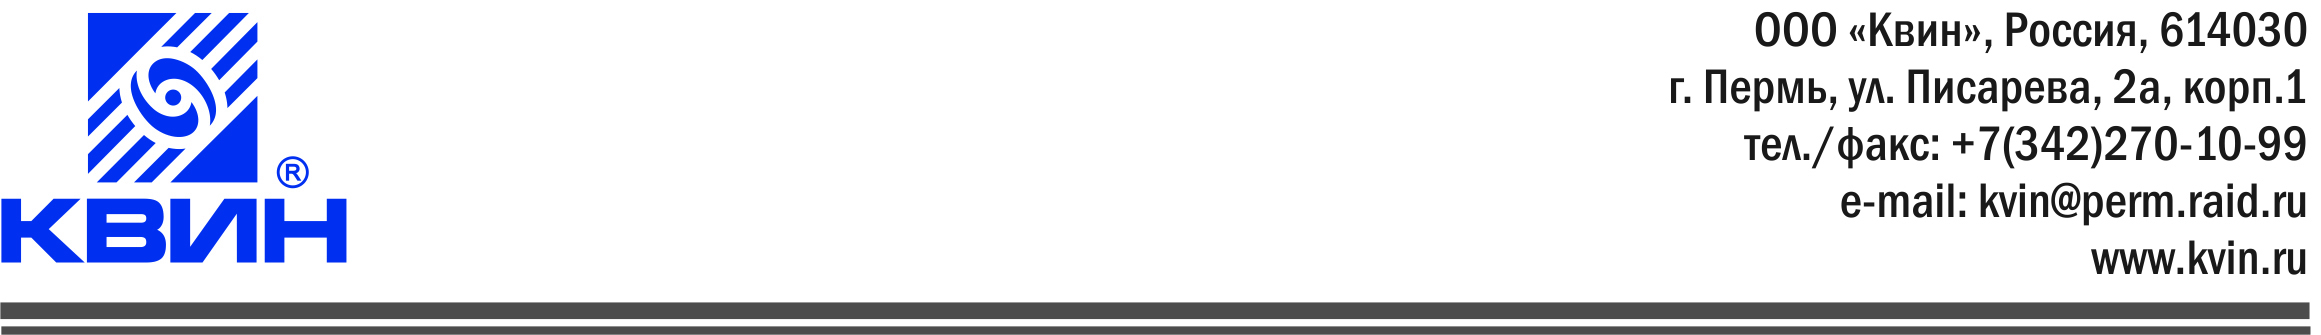 ООО «Квин», Россия, 614030
г. Пермь, ул. Писарева, 2а, корп.1
тел./факс: +7(342)270-10-99
e-mail: kvin@perm.raid.ru
www.kvin.ru
®
КВИН